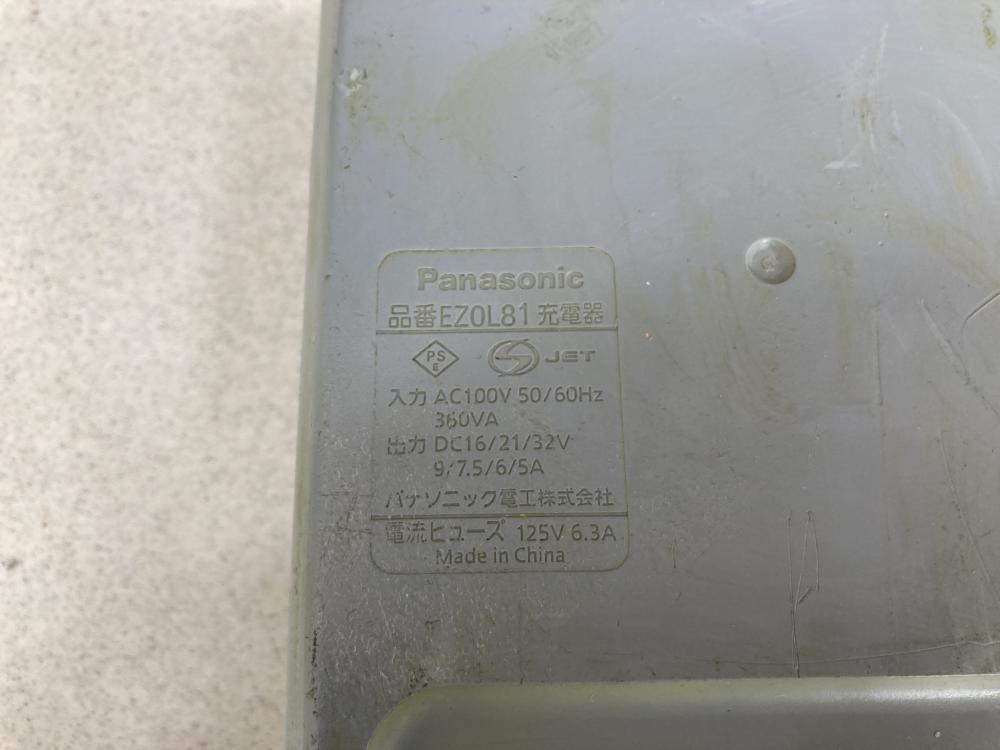 Panasonic
品番EZ0L81 充電器
PS
E
JET
入力 AC100V 50/60Hz
360VA
出力 DC16/21/32V
9/7.5/6/5A
パナソニック電工株式会社
電流ヒューズ 125V 6.3A
Made in China